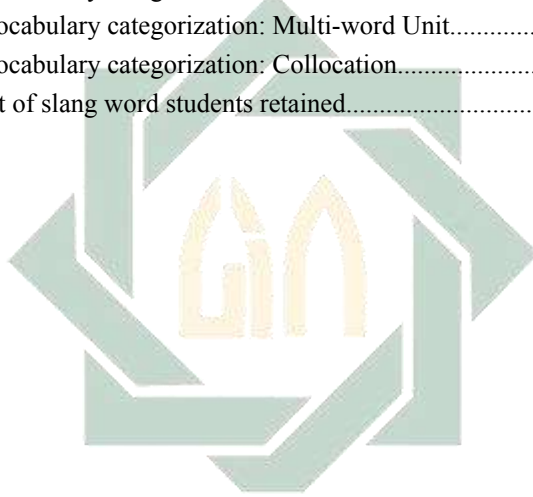 ocabulary categorization: Multi-word Unit................
ocabulary categorization: Collocation.......................
t of slang word students retained..............................